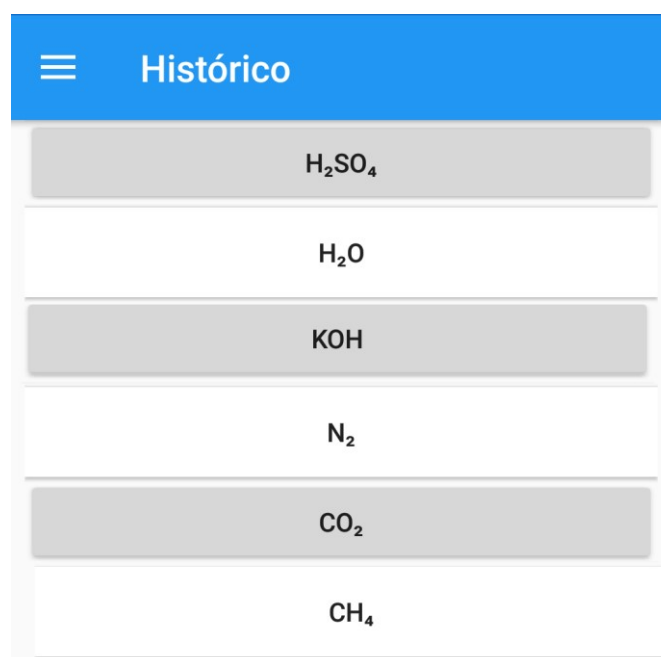 Histórico
H₂SO₄
H₂O
KOH
N₂
CO₂
CH₄